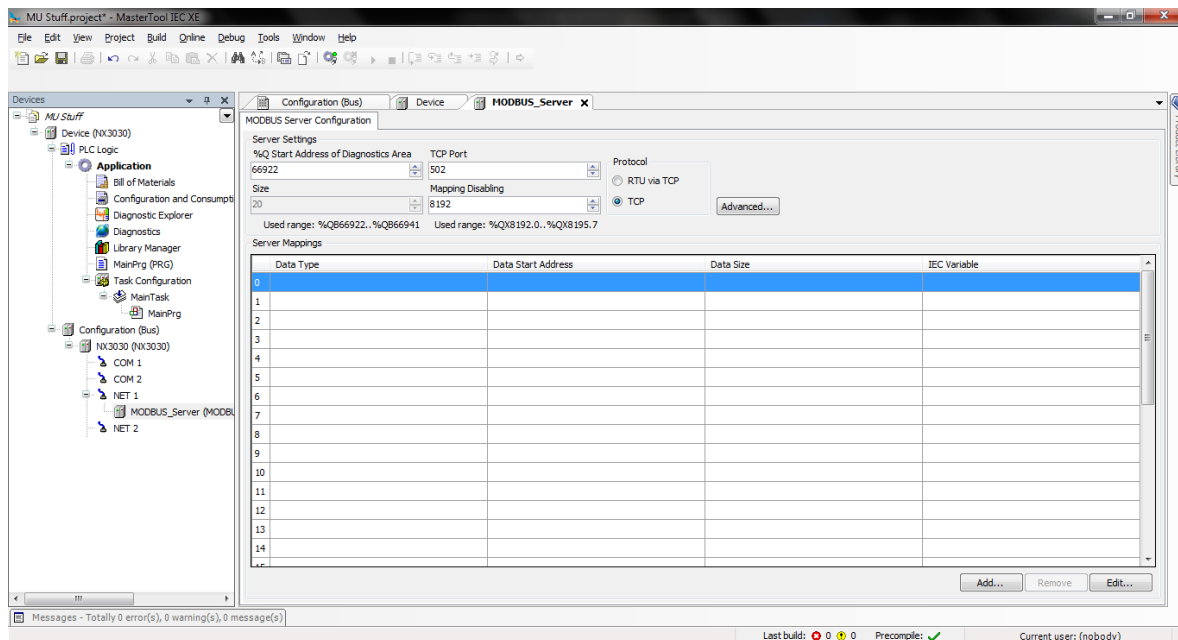 MU Stuff.project* - MasterTool IEC XE
File Edit View Project Build Online Debug Tools Window Help
Devices
MU Stuff
Device (NX3030)
PLC Logic
Application
Bill of Materials
Configuration and Consumpti
Diagnostic Explorer
Diagnostics
Library Manager
MainPrg (PRG)
Task Configuration
MainTask
MainPrg
Configuration (Bus)
NX3030 (NX3030)
COM 1
COM 2
NET 1
MODBUS_Server (MODBU
NET 2
Configuration (Bus) Device MODBUS_Server
MODBUS Server Configuration
Server Settings
%Q Start Address of Diagnostics Area TCP Port
66922 502
Size Mapping Disabling
20 8192
Used range: %QB66922..%QB66941 Used range: %QX8192.0..%QX8195.7
Protocol
RTU via TCP
TCP
Advanced...
Server Mappings
Data Type Data Start Address Data Size IEC Variable
0
1
2
3
4
5
6
7
8
9
10
11
12
13
14
Add... Remove Edit...
Messages - Totally 0 error(s), 0 warning(s), 0 message(s)
Last build: 0 0 Precompile: Current user: (nobody)